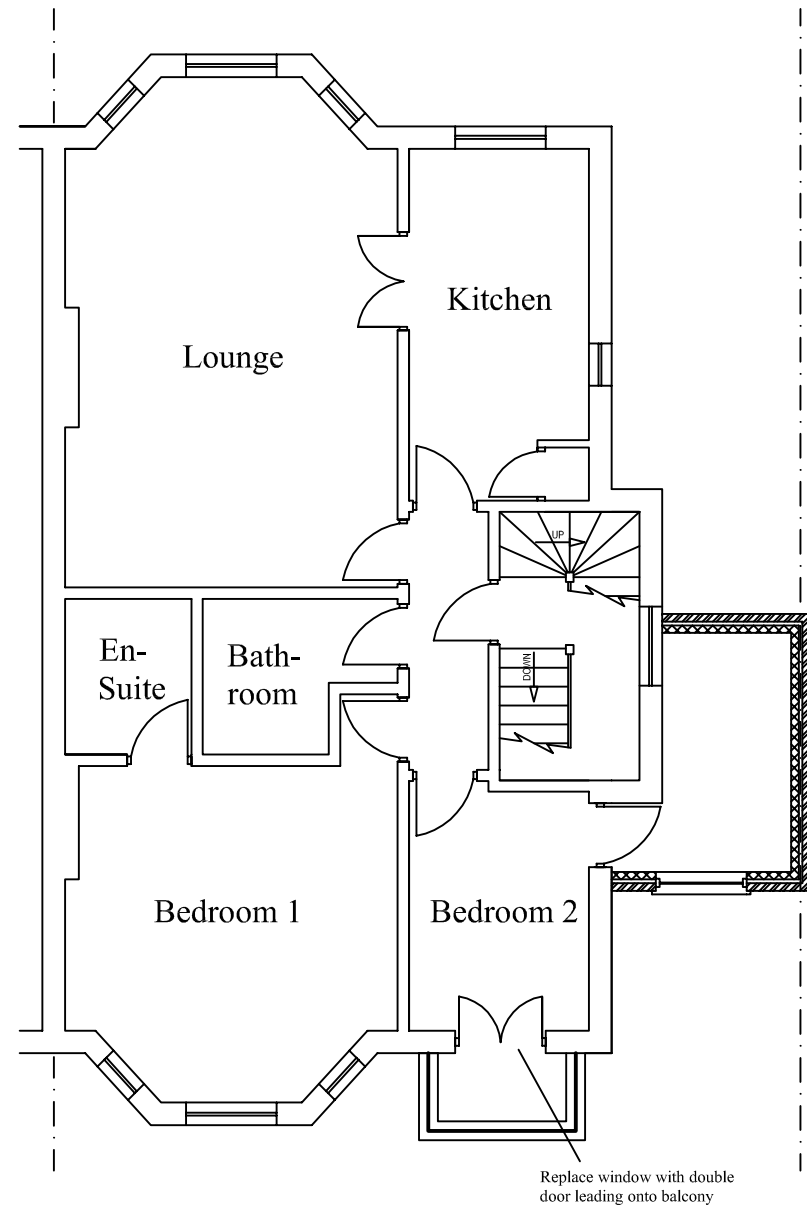 Kitchen
Lounge
UP
En-
Suite
Bath-
room
DOWN
Bedroom 1
Bedroom 2
Replace window with double
door leading onto balcony